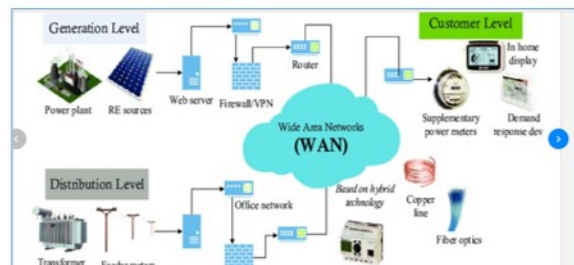 Generation Level
Customer Level
In home
display
Router
Power plant
RE sources
Web server
Firewall/VPN
Supplementary
power meters
Demand
response dev
Wide Area Networks
(WAN)
Distribution Level
Based on hybrid
technology
Copper
line
Office network
Fiber optics
Transformer
Feeder meters